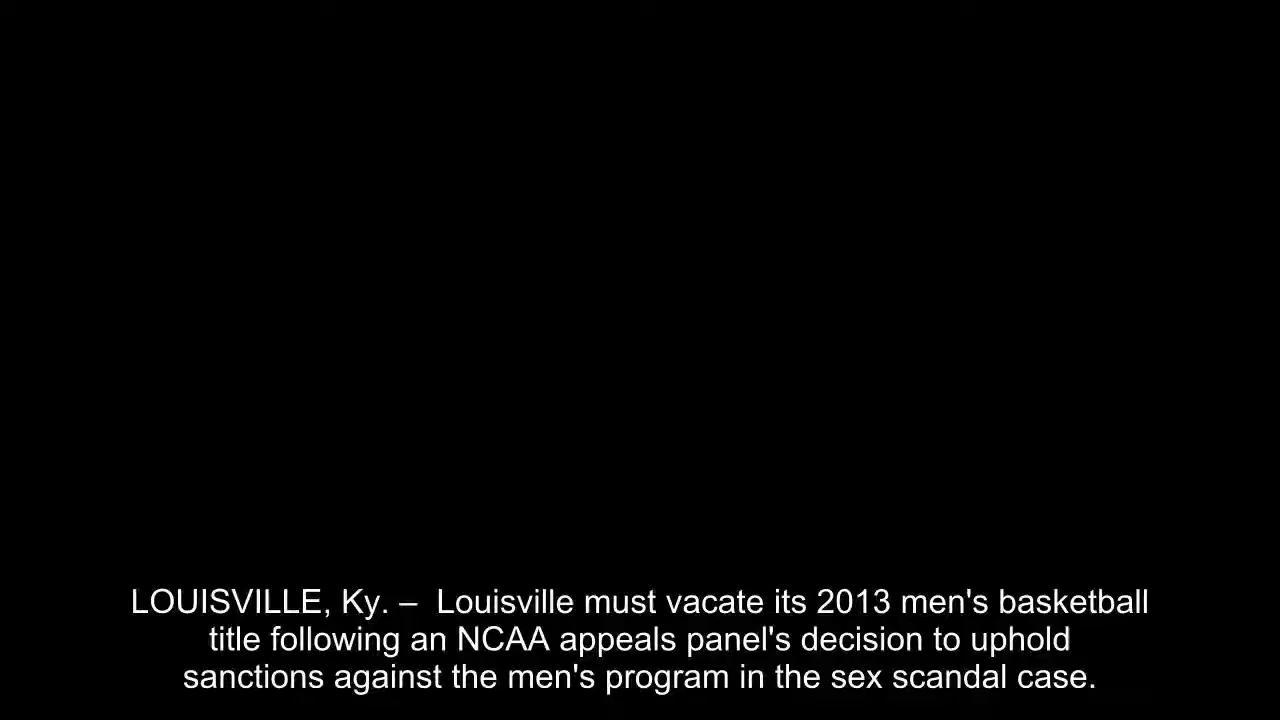 LOUISVILLE, Ky. –  Louisville must vacate its 2013 men's basketball
title following an NCAA appeals panel's decision to uphold
sanctions against the men's program in the sex scandal case.